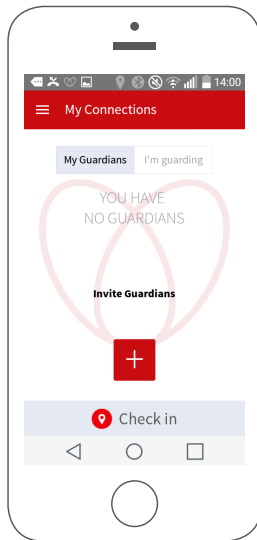 14:00
My Connections
My Guardians I'm guarding
YOU HAVE
NO GUARDIANS
Invite Guardians
Check in